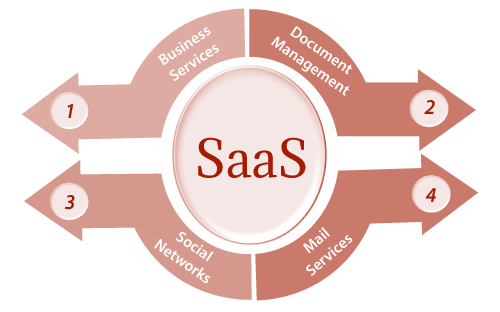 Business
Services
1
Document
Management
2
SaaS
3
Social
Networks
Mail
Services
4